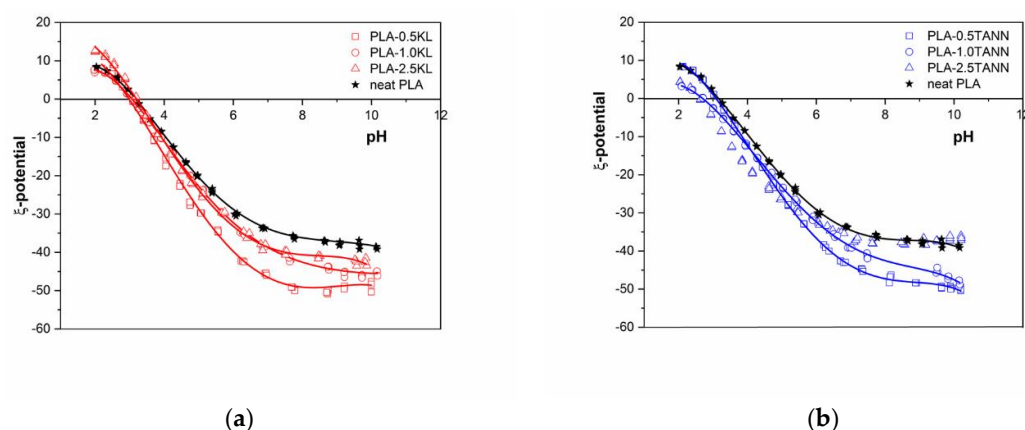 20
10
0
-10
-20
-30
-40
-50
-60
0
2
4
6
8
10
12
ξ-potential
pH
PLA-0.5KL
PLA-1.0KL
PLA-2.5KL
neat PLA
(a)
20
10
0
-10
-20
-30
-40
-50
-60
0
2
4
6
8
10
12
ξ-potential
pH
PLA-0.5TANN
PLA-1.0TANN
PLA-2.5TANN
neat PLA
(b)